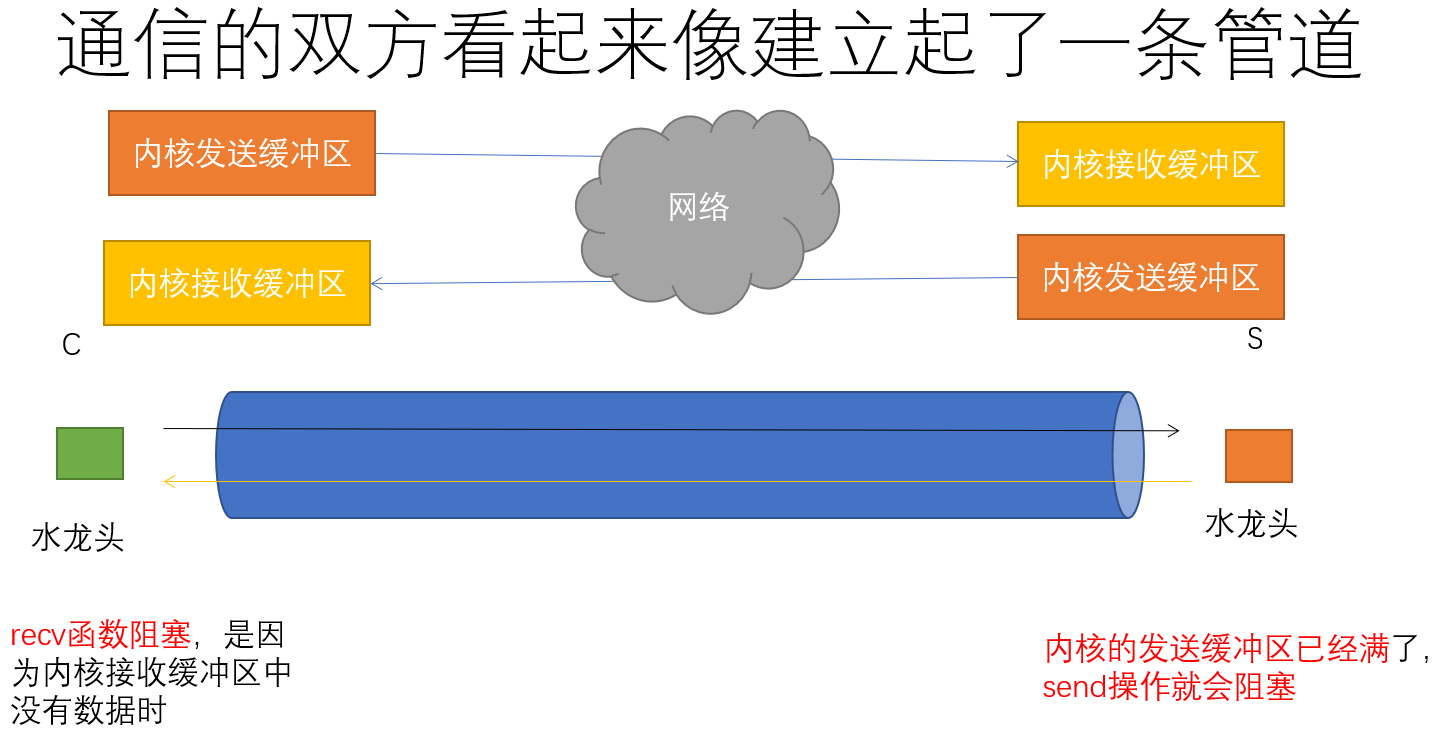 通信的双方看起来像建立起了一条管道
内核发送缓冲区
网络
内核接收缓冲区
内核接收缓冲区
内核发送缓冲区
C
S
水龙头
水龙头
recv函数阻塞，是因
为内核接收缓冲区中
没有数据时
内核的发送缓冲区已经满了,
send操作就会阻塞